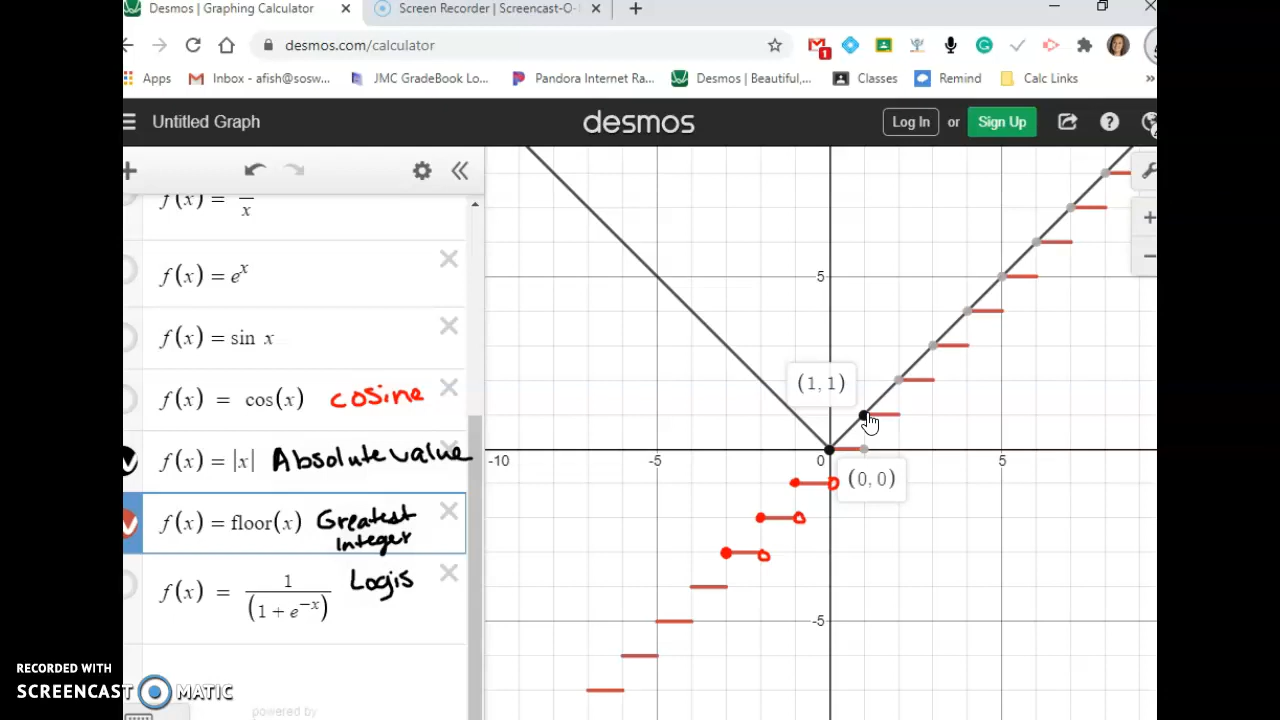 Desmos | Graphing Calculator
Screen Recorder | Screencast-O-
desmos.com/calculator
1
Apps
Inbox - afish@sosw...
JMC GradeBook Lo...
Pandora Internet Ra...
Desmos | Beautiful,...
Classes
Remind
Calc Links
»
Untitled Graph
desmos
Log In or Sign Up
f(x) = — x
f(x) = e^x
f(x) = sin x
f(x) = cos(x) cosine
f(x) = |x| Absolute value
f(x) = floor(x) Greatest
Integer
f(x) = 1/(1 + e^−x) Logis
powered by
5
(1, 1)
-10 -5 0 5
(0, 0)
-5
RECORDED WITH
SCREENCAST MATIC